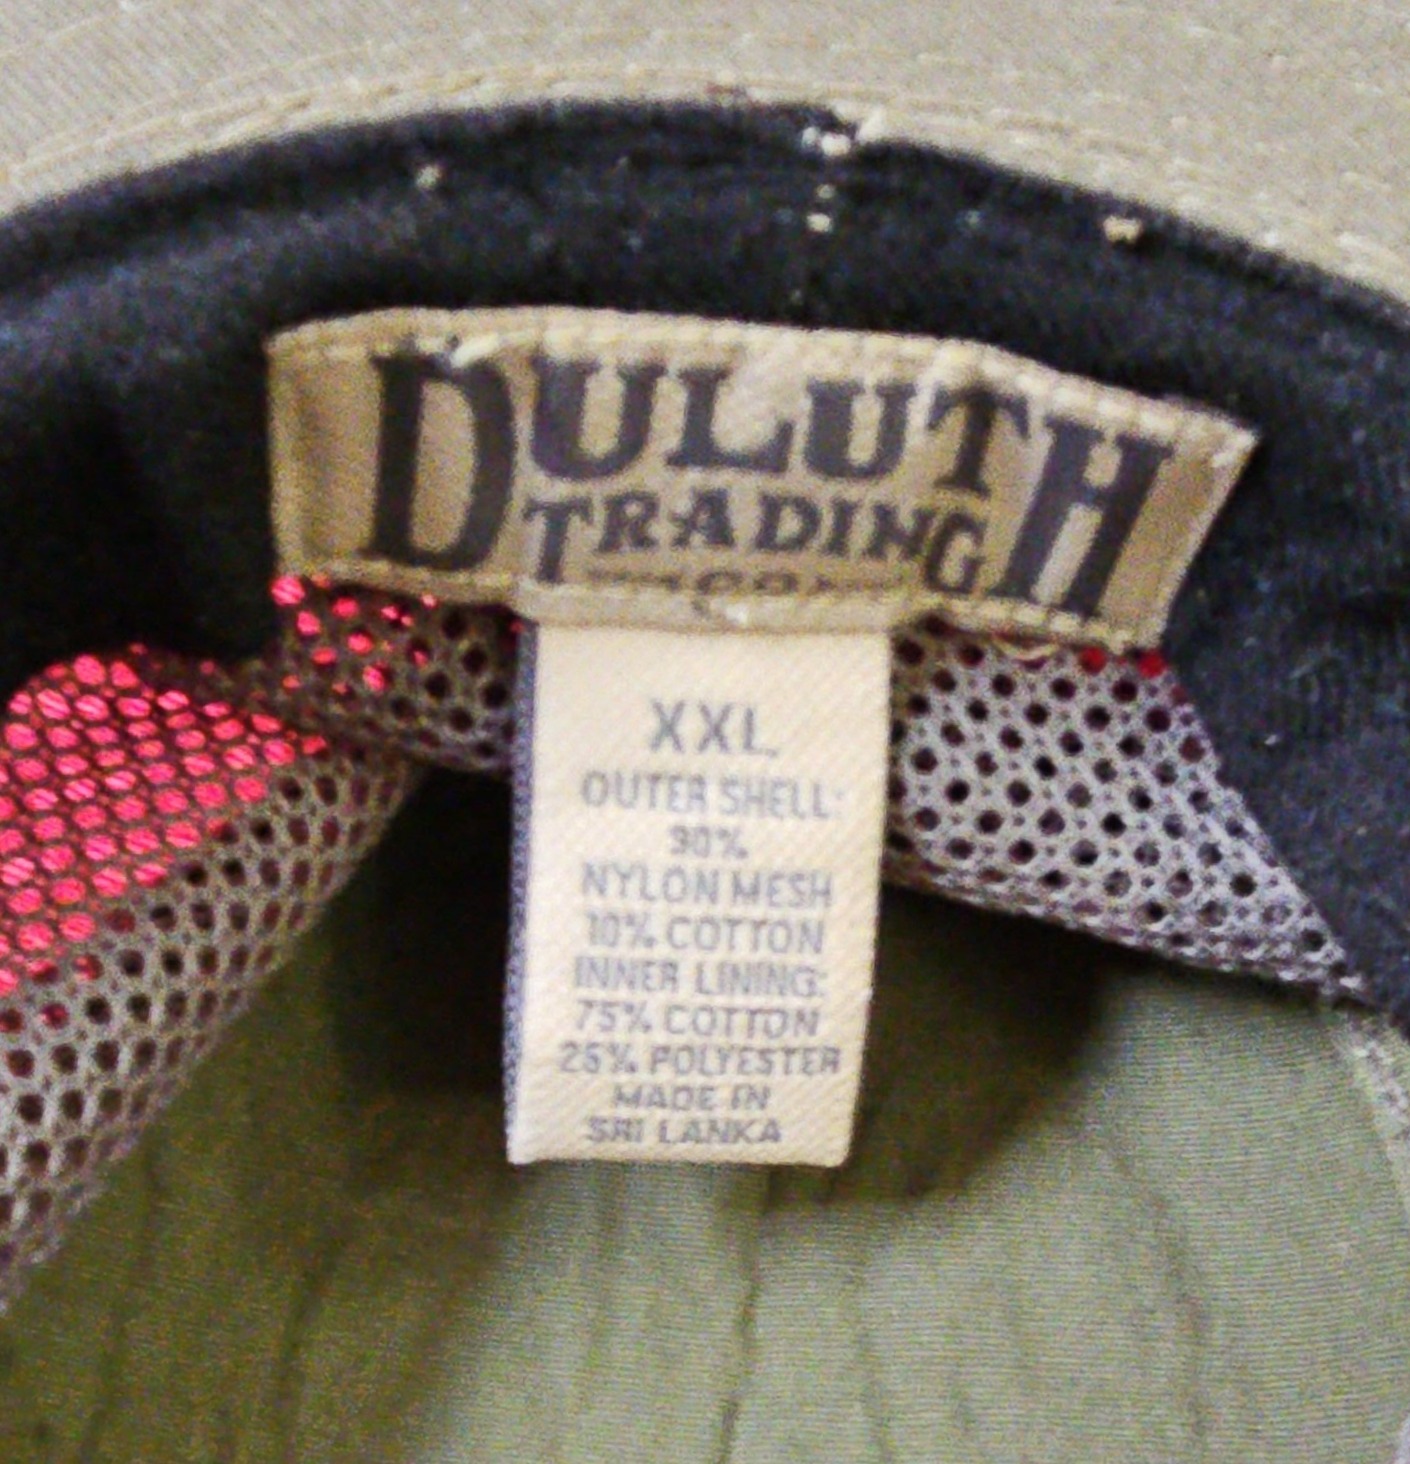 DULUTH
TRADING
CO
XXL
OUTER SHELL:
90%
NYLON MESH
10% COTTON
INNER LINING:
75% COTTON
25% POLYESTER
MADE IN
SRI LANKA